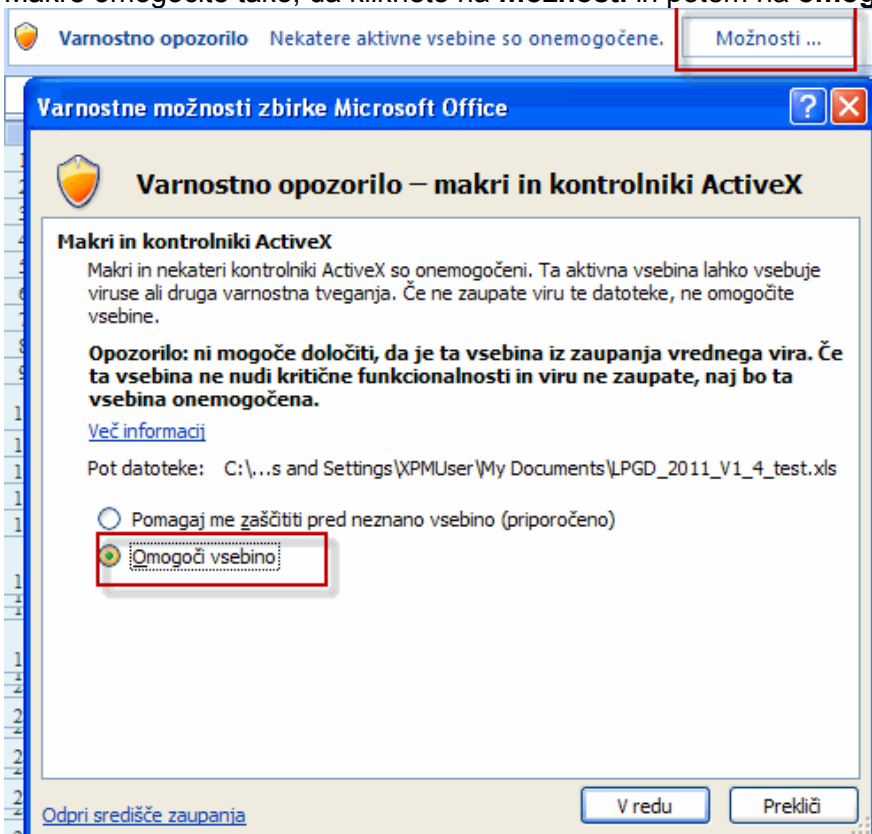 Makro omogočite tako, da kliknete na možnosti in potem na omog
Varnostno opozorilo Nekatere aktivne vsebine so onemogočene. Možnosti ...
Varnostne možnosti zbirke Microsoft Office
Varnostno opozorilo – makri in kontrolniki ActiveX
Makri in kontrolniki ActiveX
Makri in nekateri kontrolniki ActiveX so onemogočeni. Ta aktivna vsebina lahko vsebuje
viruse ali druga varnostna tveganja. Če ne zaupate viru te datoteke, ne omogočite
vsebine.
Opozorilo: ni mogoče določiti, da je ta vsebina iz zaupanja vrednega vira. Če
ta vsebina ne nudi kritične funkcionalnosti in viru ne zaupate, naj bo ta
vsebina onemogočena.
Več informacij
Pot datoteke: C:\...s and Settings\XPMUser\My Documents\LPGD_2011_V1_4_test.xls
Pomagaj me zaščititi pred neznano vsebino (priporočeno)
Omogoči vsebino
Odpri središče zaupanja V redu Prekliči